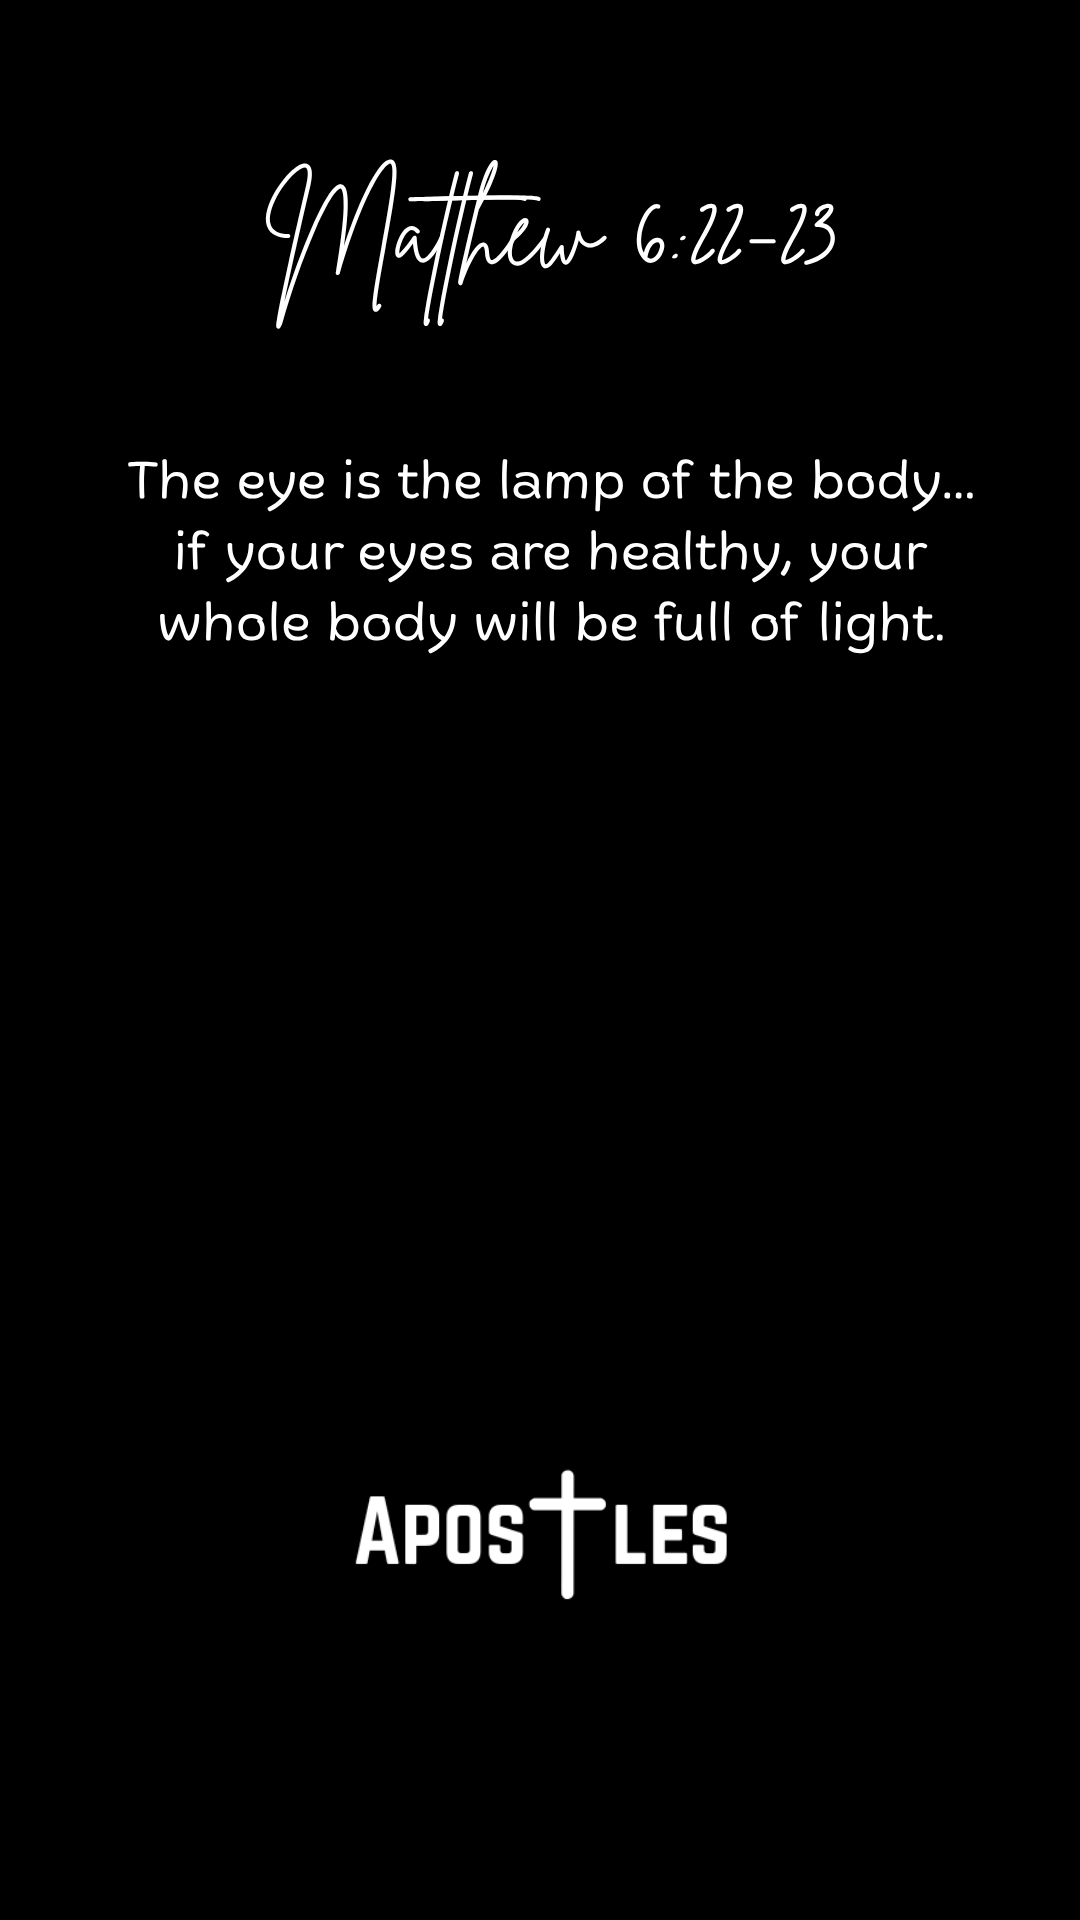 Matthew 6:22-23
The eye is the lamp of the body...
if your eyes are healthy, your
whole body will be full of light.
APOSTLES